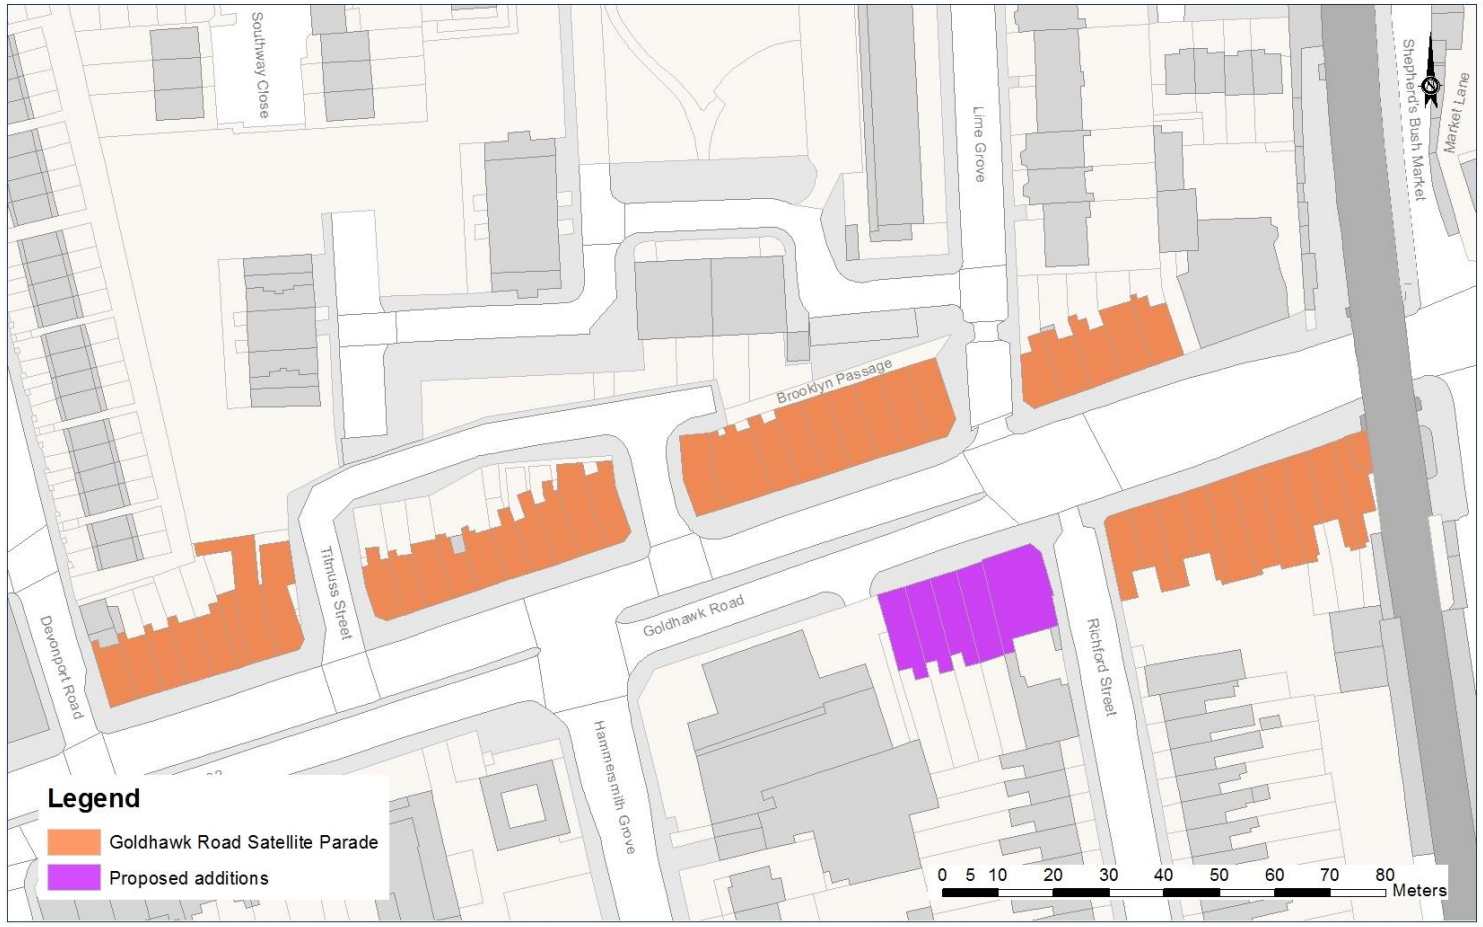 Southway Close
Lime Grove
Shepherd's Bush Market
Market Lane
Brooklyn Passage
Titmuss Street
Devonport Road
Goldhawk Road
Richford Street
Hammersmith Grove
Legend
Goldhawk Road Satellite Parade
Proposed additions
0 5 10 20 30 40 50 60 70 80
Meters